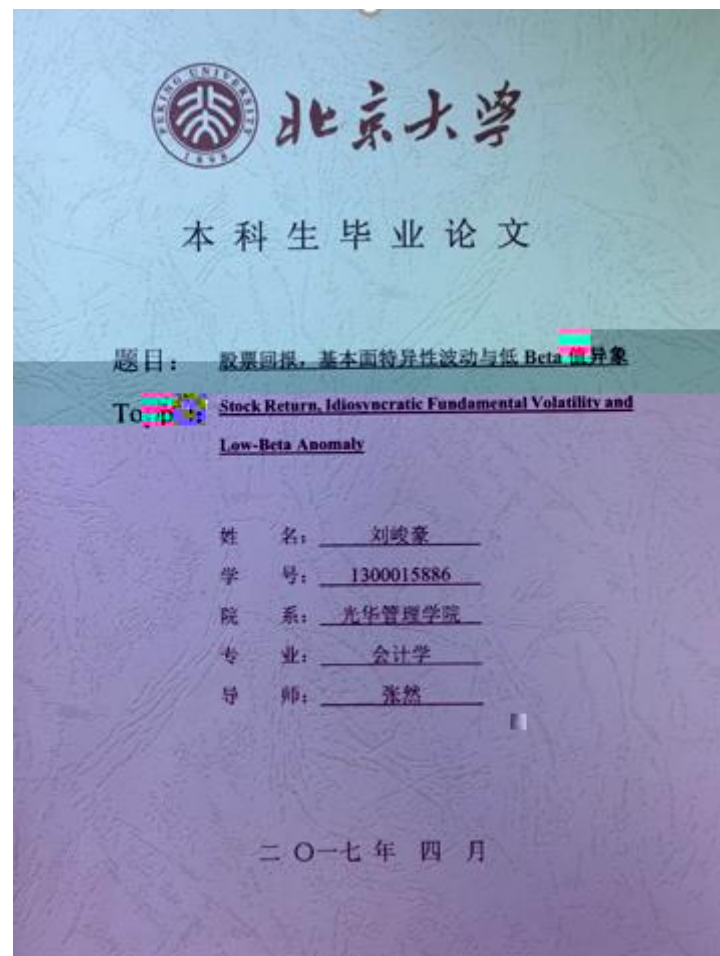 PEKING UNIVERSITY
1898
北京大学
本科生毕业论文
题目: 股票回报，基本面特异性波动与低 Beta 值异象
Stock Return, Idiosyncratic Fundamental Volatility and
Low-Beta Anomaly
姓 名: 刘峻豪
学 号: 1300015886
院 系: 光华管理学院
专 业: 会计学
导 师: 张然
二〇一七年 四 月